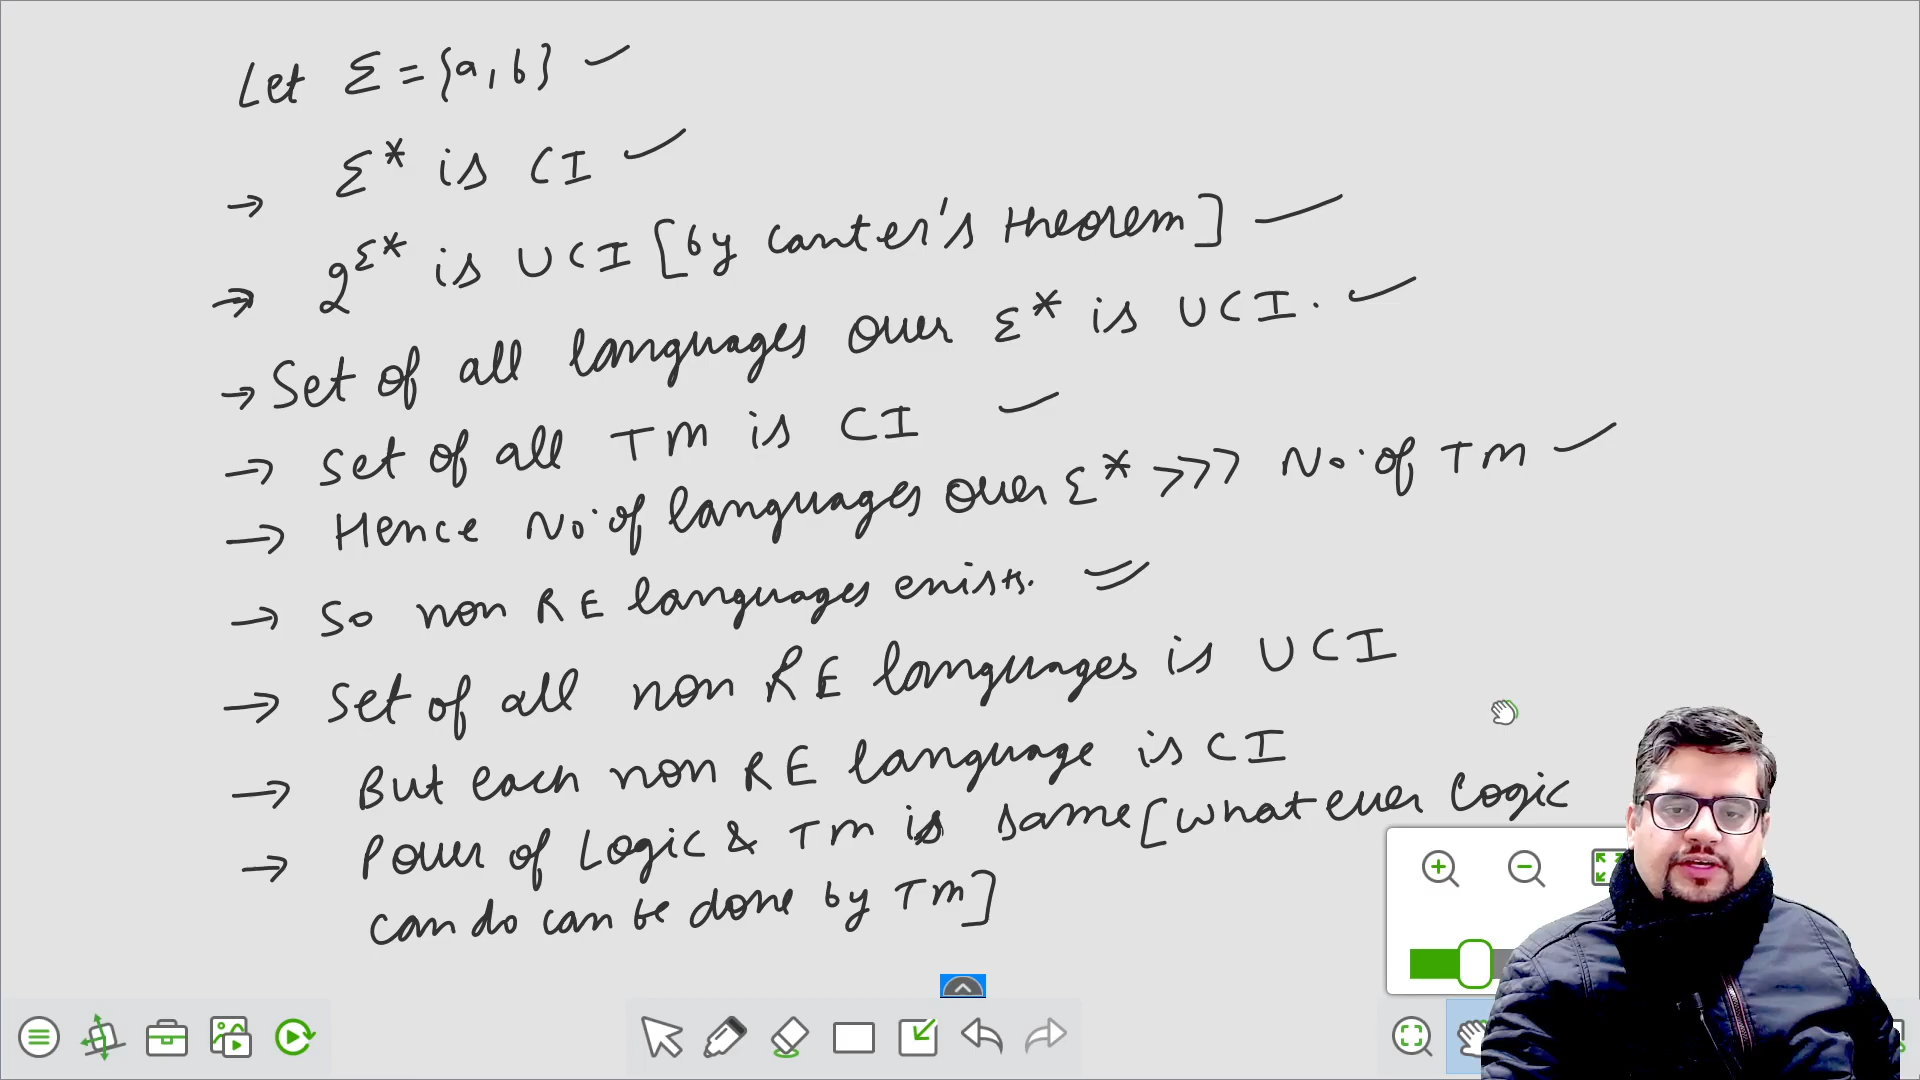 Let Σ = {a, b}
→ Σ* is CI
→ 2^Σ* is UCI [by canter's theorem]
→ Set of all languages over Σ* is UCI.
→ Set of all TM is CI
→ Hence No. of languages over Σ* >>> No. of TM
→ So non RE languages exists.
→ Set of all non RE languages is UCI
→ But each non RE language is CI
→ Power of Logic & TM is same [whatever Logic
can do can be done by TM]